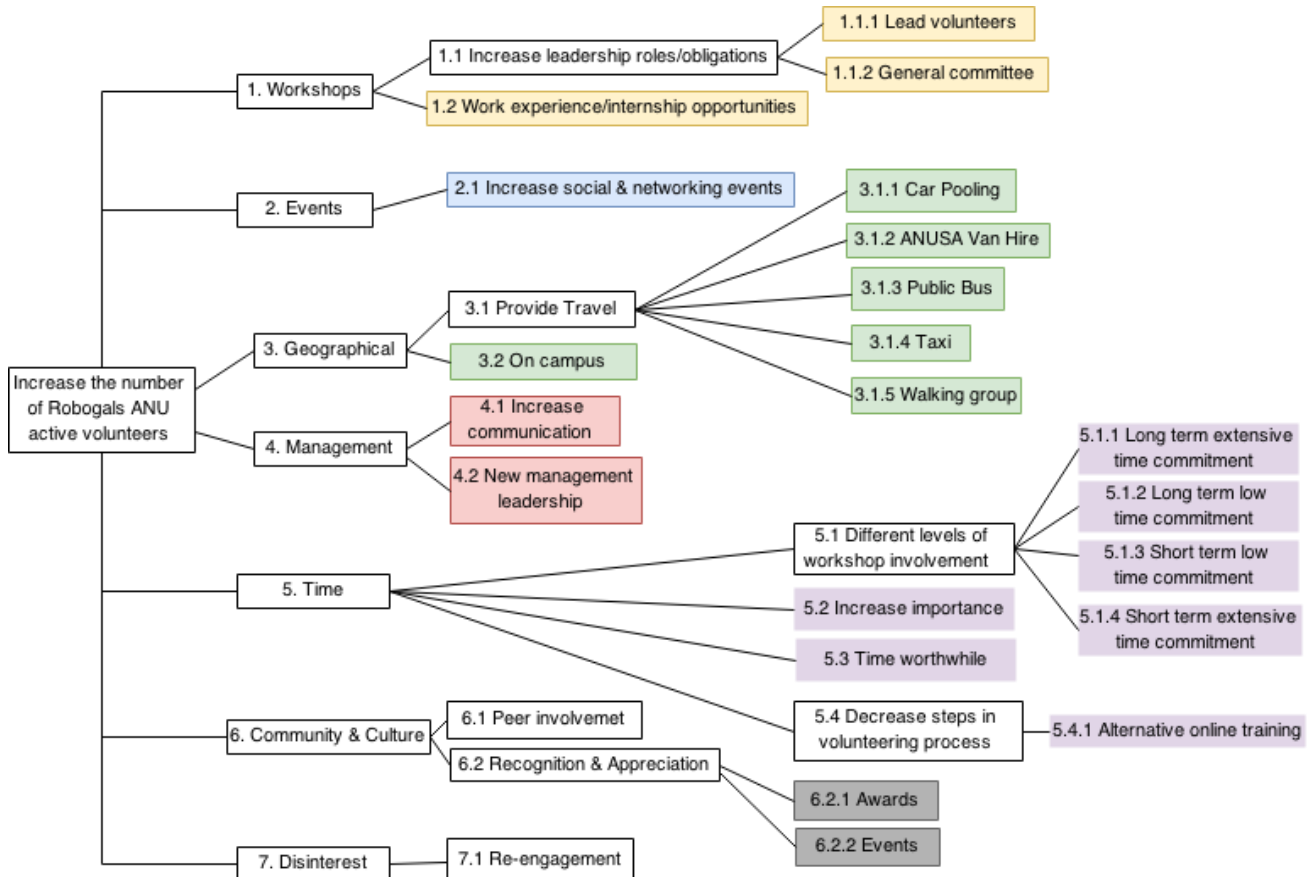 Increase the number
of Robogals ANU
active volunteers
1. Workshops
1.1 Increase leadership roles/obligations
1.1.1 Lead volunteers
1.1.2 General committee
1.2 Work experience/internship opportunities
2. Events
2.1 Increase social & networking events
3. Geographical
3.1 Provide Travel
3.1.1 Car Pooling
3.1.2 ANUSA Van Hire
3.1.3 Public Bus
3.1.4 Taxi
3.1.5 Walking group
3.2 On campus
4. Management
4.1 Increase
communication
4.2 New management
leadership
5. Time
5.1 Different levels of
workshop involvement
5.1.1 Long term extensive
time commitment
5.1.2 Long term low
time commitment
5.1.3 Short term low
time commitment
5.1.4 Short term extensive
time commitment
5.2 Increase importance
5.3 Time worthwhile
5.4 Decrease steps in
volunteering process
5.4.1 Alternative online training
6. Community & Culture
6.1 Peer involvemet
6.2 Recognition & Appreciation
6.2.1 Awards
6.2.2 Events
7. Disinterest
7.1 Re-engagement